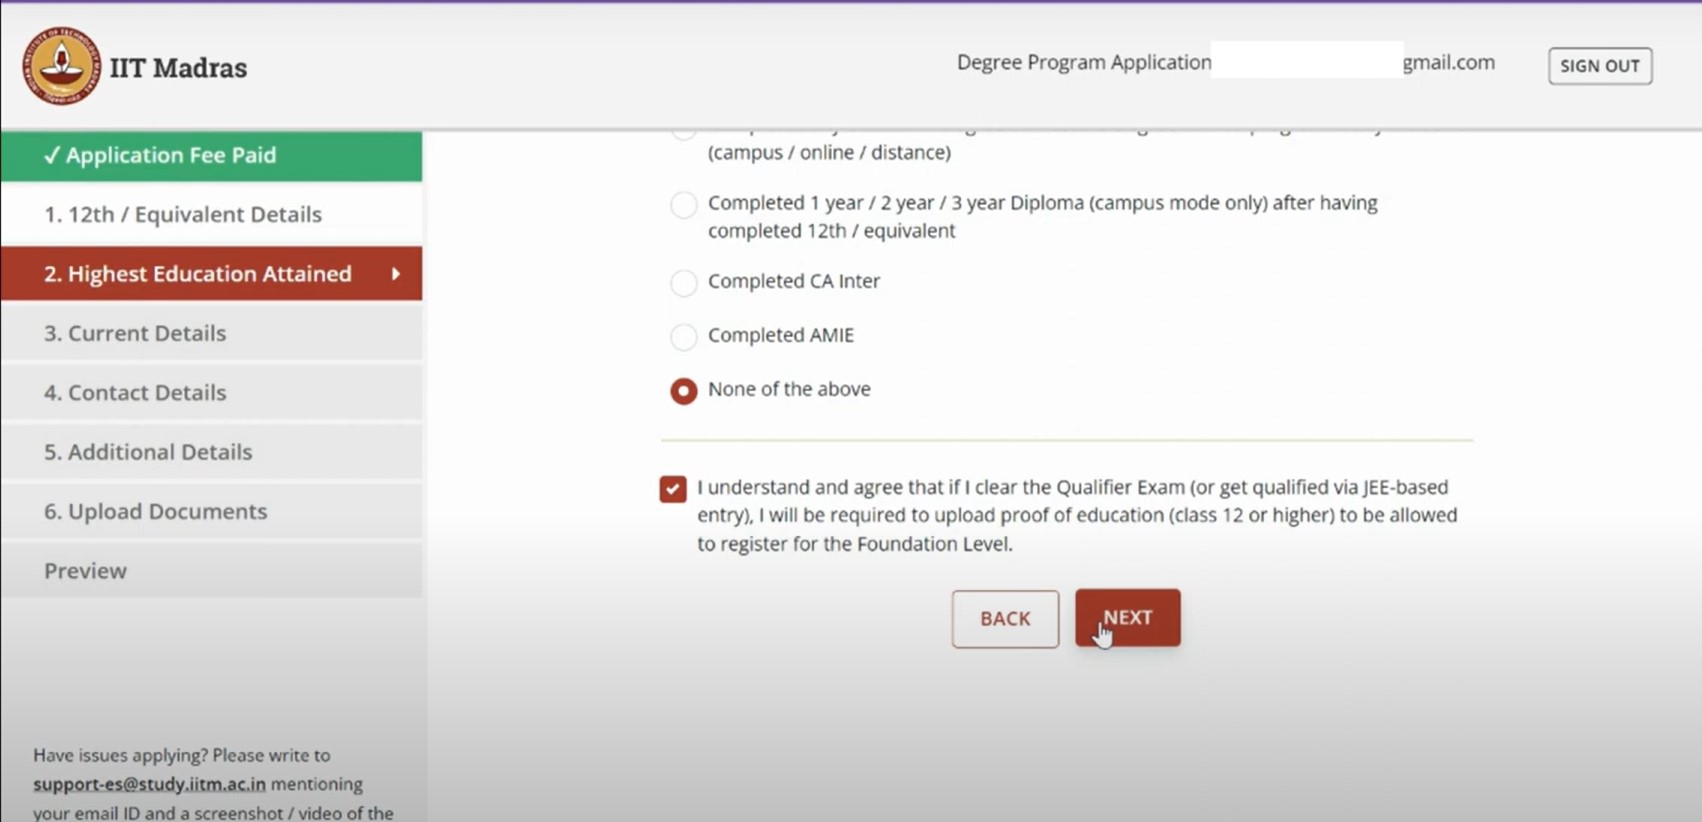 IIT Madras
Degree Program Application
gmail.com
SIGN OUT
✓ Application Fee Paid
1. 12th / Equivalent Details
2. Highest Education Attained
3. Current Details
4. Contact Details
5. Additional Details
6. Upload Documents
Preview
Have issues applying? Please write to
support-es@study.iitm.ac.in mentioning
your email ID and a screenshot / video of the
(campus / online / distance)
Completed 1 year / 2 year / 3 year Diploma (campus mode only) after having
completed 12th / equivalent
Completed CA Inter
Completed AMIE
None of the above
I understand and agree that if I clear the Qualifier Exam (or get qualified via JEE-based
entry), I will be required to upload proof of education (class 12 or higher) to be allowed
to register for the Foundation Level.
BACK
NEXT